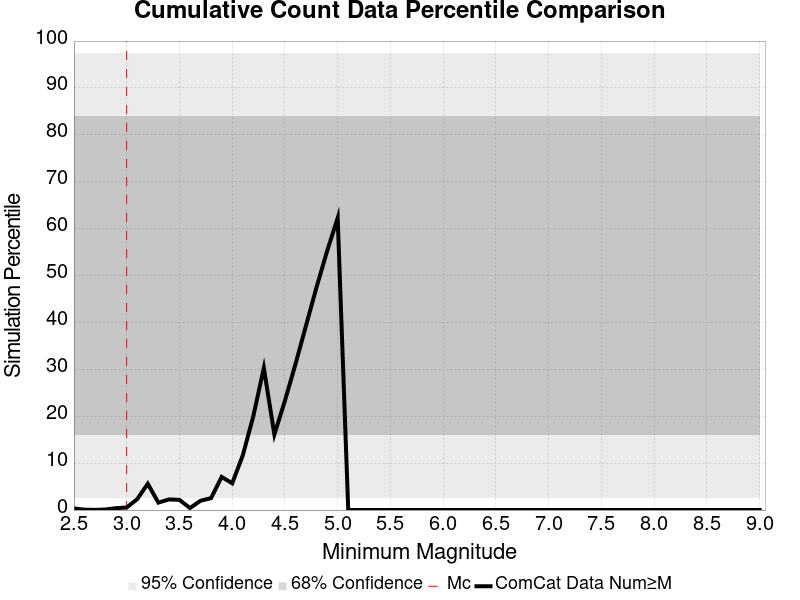 Cumulative Count Data Percentile Comparison
Simulation Percentile
100
90
80
70
60
50
40
30
20
10
0
2.5 3.0 3.5 4.0 4.5 5.0 5.5 6.0 6.5 7.0 7.5 8.0 8.5 9.0
Minimum Magnitude
95% Confidence 68% Confidence Mc ComCat Data Num≥M